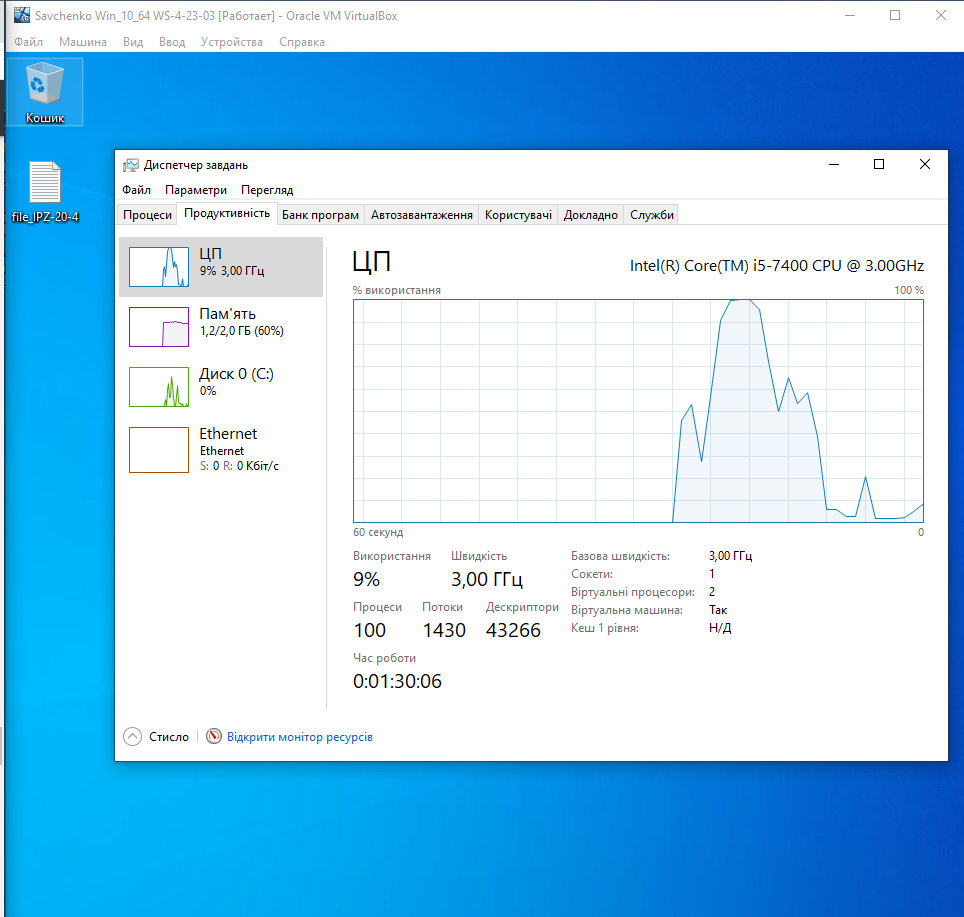 Savchenko Win_10_64 WS-4-23-03 [Работает] - Oracle VM VirtualBox
Файл Машина Вид Ввод Устройства Справка
Кошик
file_IPZ-20-4
Диспетчер завдань
Файл Параметри Перегляд
Процеси Продуктивність Банк програм Автозавантаження Користувачі Докладно Служби
ЦП
9% 3,00 ГГц
Пам'ять
1,2/2,0 ГБ (60%)
Диск 0 (C:)
0%
Ethernet
Ethernet
S: 0 R: 0 Кбіт/с
ЦП
Intel(R) Core(TM) i5-7400 CPU @ 3.00GHz
% використання 100 %
60 секунд 0
Використання Швидкість
9% 3,00 ГГц
Процеси Потоки Дескриптори
100 1430 43266
Час роботи
0:01:30:06
Базова швидкість: 3,00 ГГц
Сокети: 1
Віртуальні процесори: 2
Віртуальна машина: Так
Кеш 1 рівня: Н/Д
Стисло Відкрити монітор ресурсів